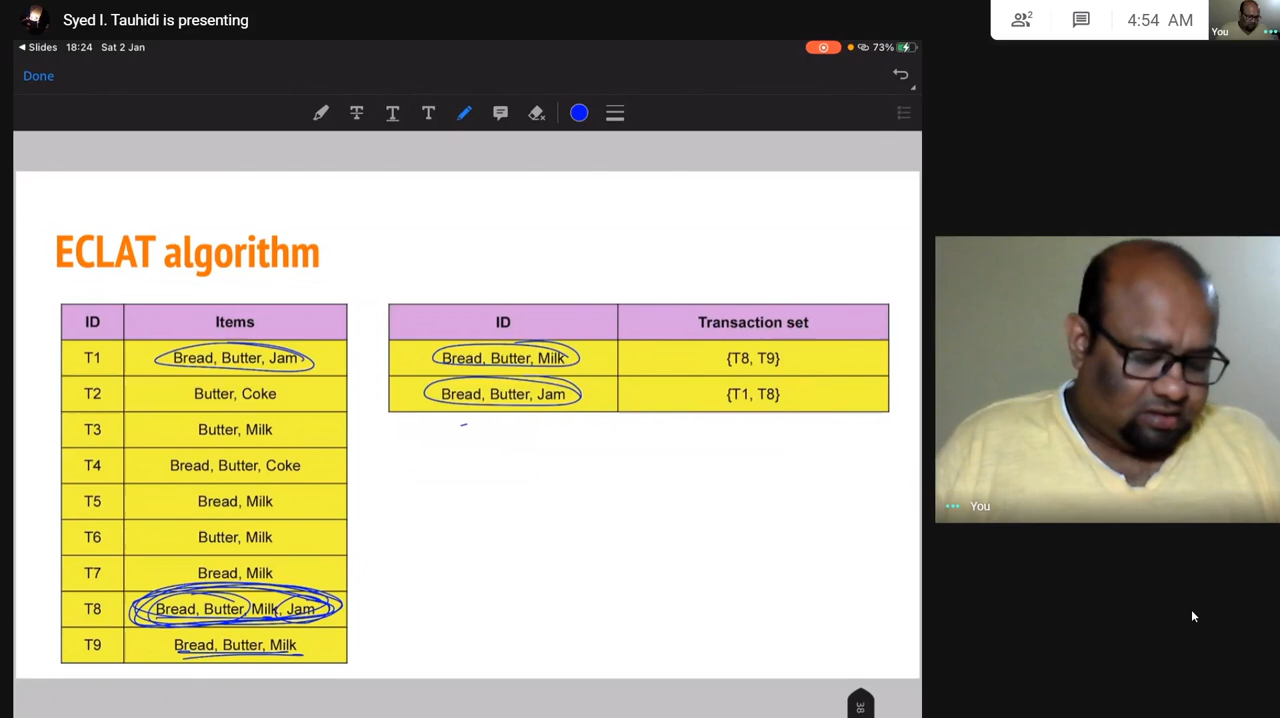 Syed I. Tauhidi is presenting
2
4:54 AM
You
Slides 18:24 Sat 2 Jan
73%
Done
T T T
ECLAT algorithm
ID Items
T1 Bread, Butter, Jam
T2 Butter, Coke
T3 Butter, Milk
T4 Bread, Butter, Coke
T5 Bread, Milk
T6 Butter, Milk
T7 Bread, Milk
T8 Bread, Butter, Milk, Jam
T9 Bread, Butter, Milk
ID Transaction set
Bread, Butter, Milk {T8, T9}
Bread, Butter, Jam {T1, T8}
You
38